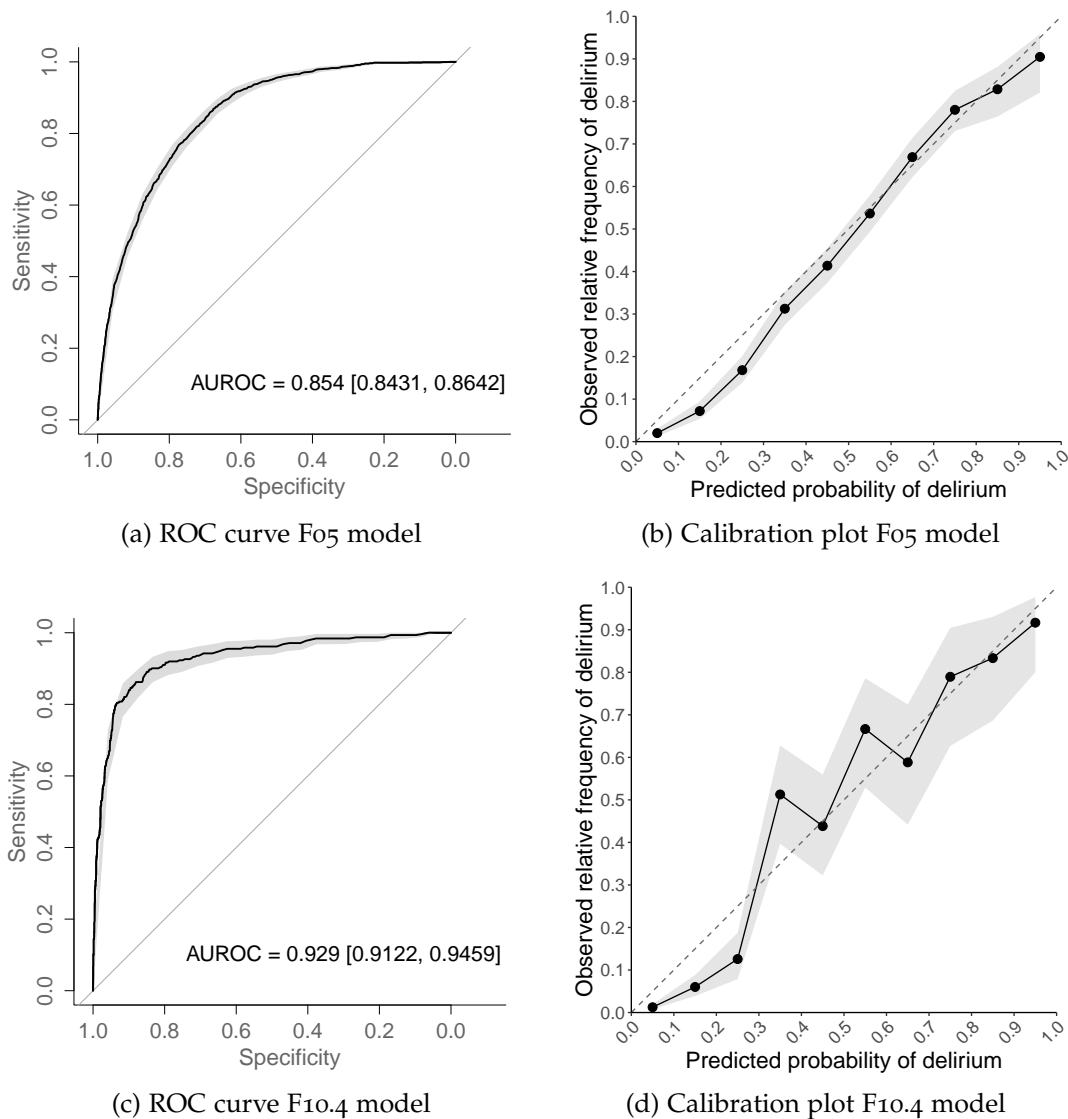 1.0
0.8
0.6
0.4
0.2
0.0
Sensitivity
AUROC = 0.854 [0.8431, 0.8642]
1.0 0.8 0.6 0.4 0.2 0.0
Specificity
(a) ROC curve F05 model
1.0
0.9
0.8
0.7
0.6
0.5
0.4
0.3
0.2
0.1
0.0
Observed relative frequency of delirium
0.0 0.1 0.2 0.3 0.4 0.5 0.6 0.7 0.8 0.9 1.0
Predicted probability of delirium
(b) Calibration plot F05 model
1.0
0.8
0.6
0.4
0.2
0.0
Sensitivity
AUROC = 0.929 [0.9122, 0.9459]
1.0 0.8 0.6 0.4 0.2 0.0
Specificity
(c) ROC curve F10.4 model
1.0
0.9
0.8
0.7
0.6
0.5
0.4
0.3
0.2
0.1
0.0
Observed relative frequency of delirium
0.0 0.1 0.2 0.3 0.4 0.5 0.6 0.7 0.8 0.9 1.0
Predicted probability of delirium
(d) Calibration plot F10.4 model